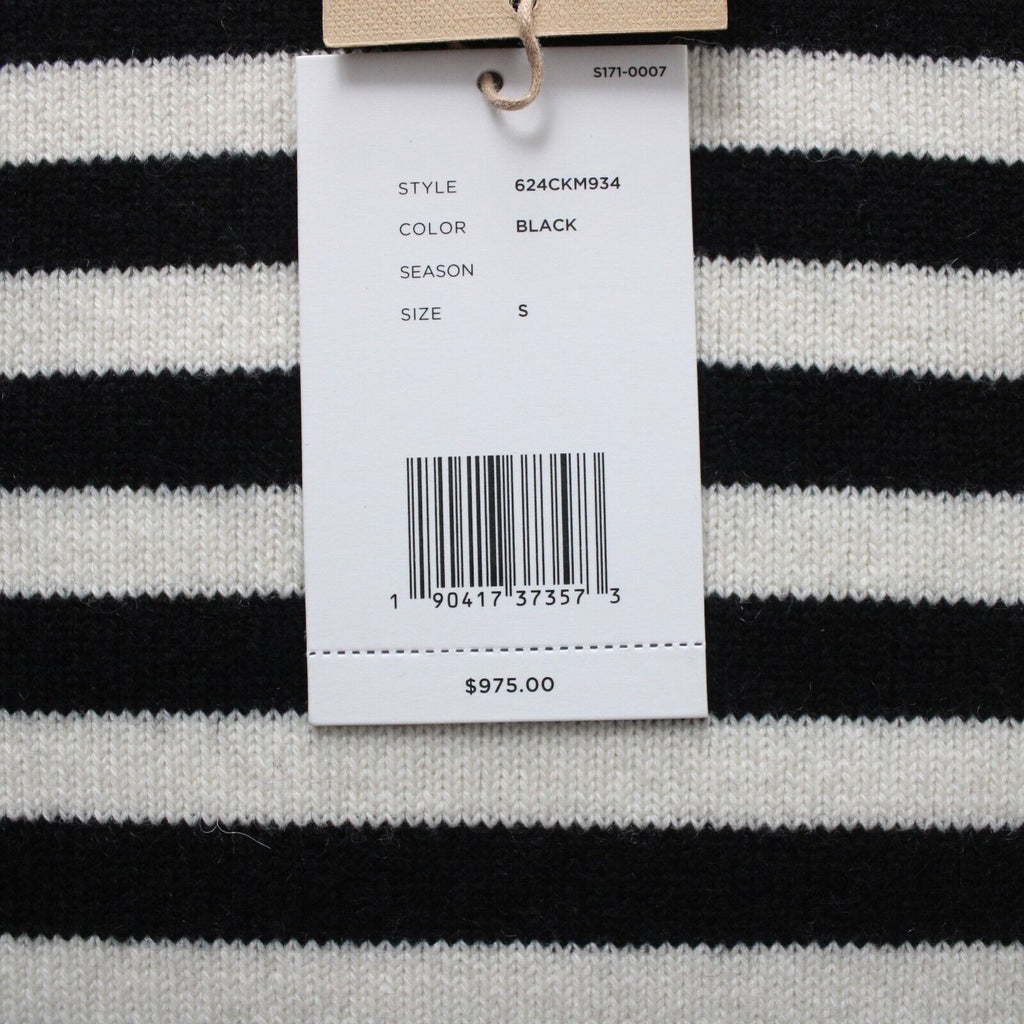 S171-0007
STYLE 624CKM934
COLOR BLACK
SEASON
SIZE S
1 90417 37357 3
$975.00